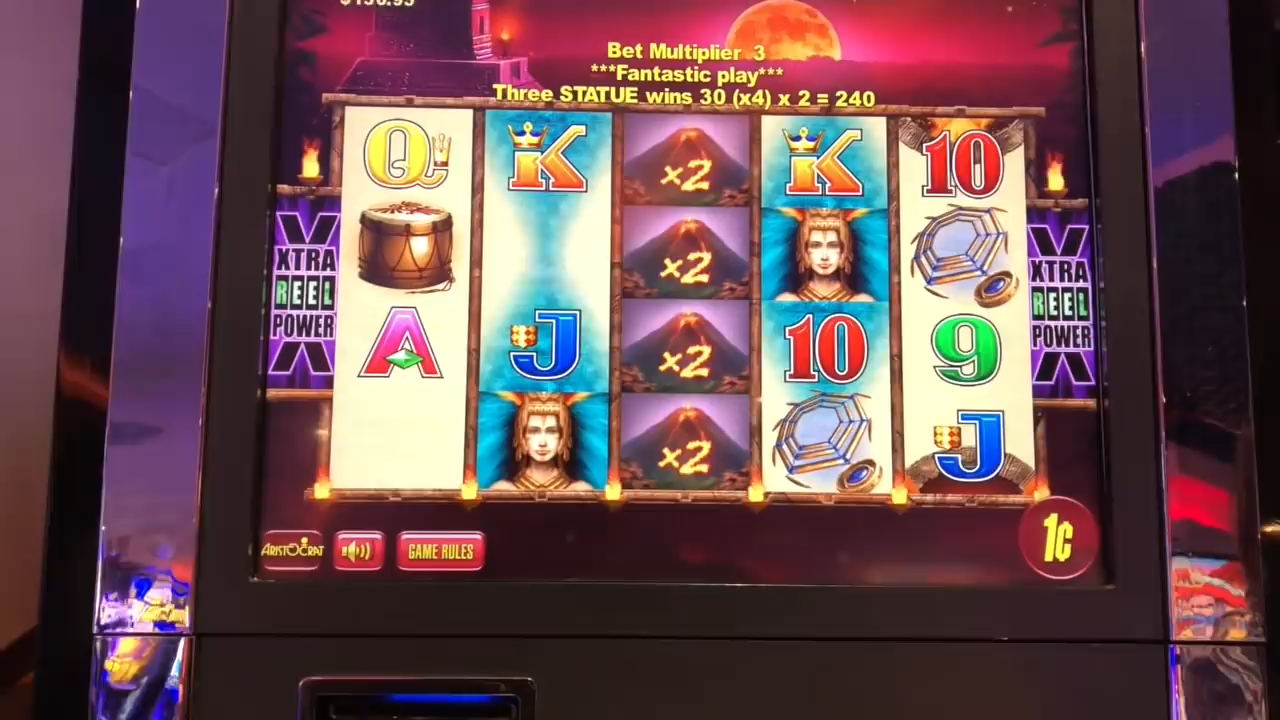 Bet Multiplier 3
***Fantastic play***
Three STATUE wins 30 (x4) x 2 = 240
Q K x2 K 10
x2
A J x2 10 9
x2 J
XTRA
REEL
POWER
XTRA
REEL
POWER
ARISTOCRAT
GAME RULES
1¢